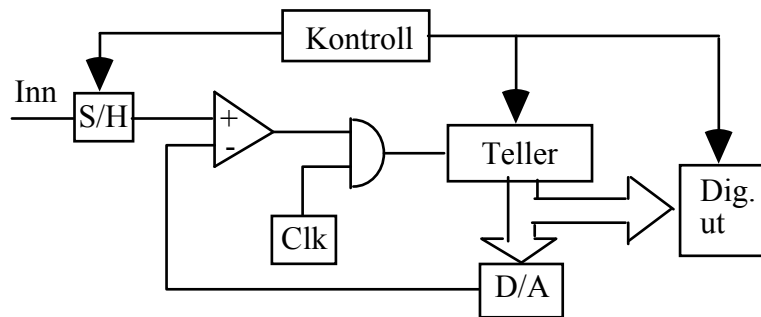 Kontroll
Inn
S/H
+
-
Teller
Dig.
ut
Clk
D/A